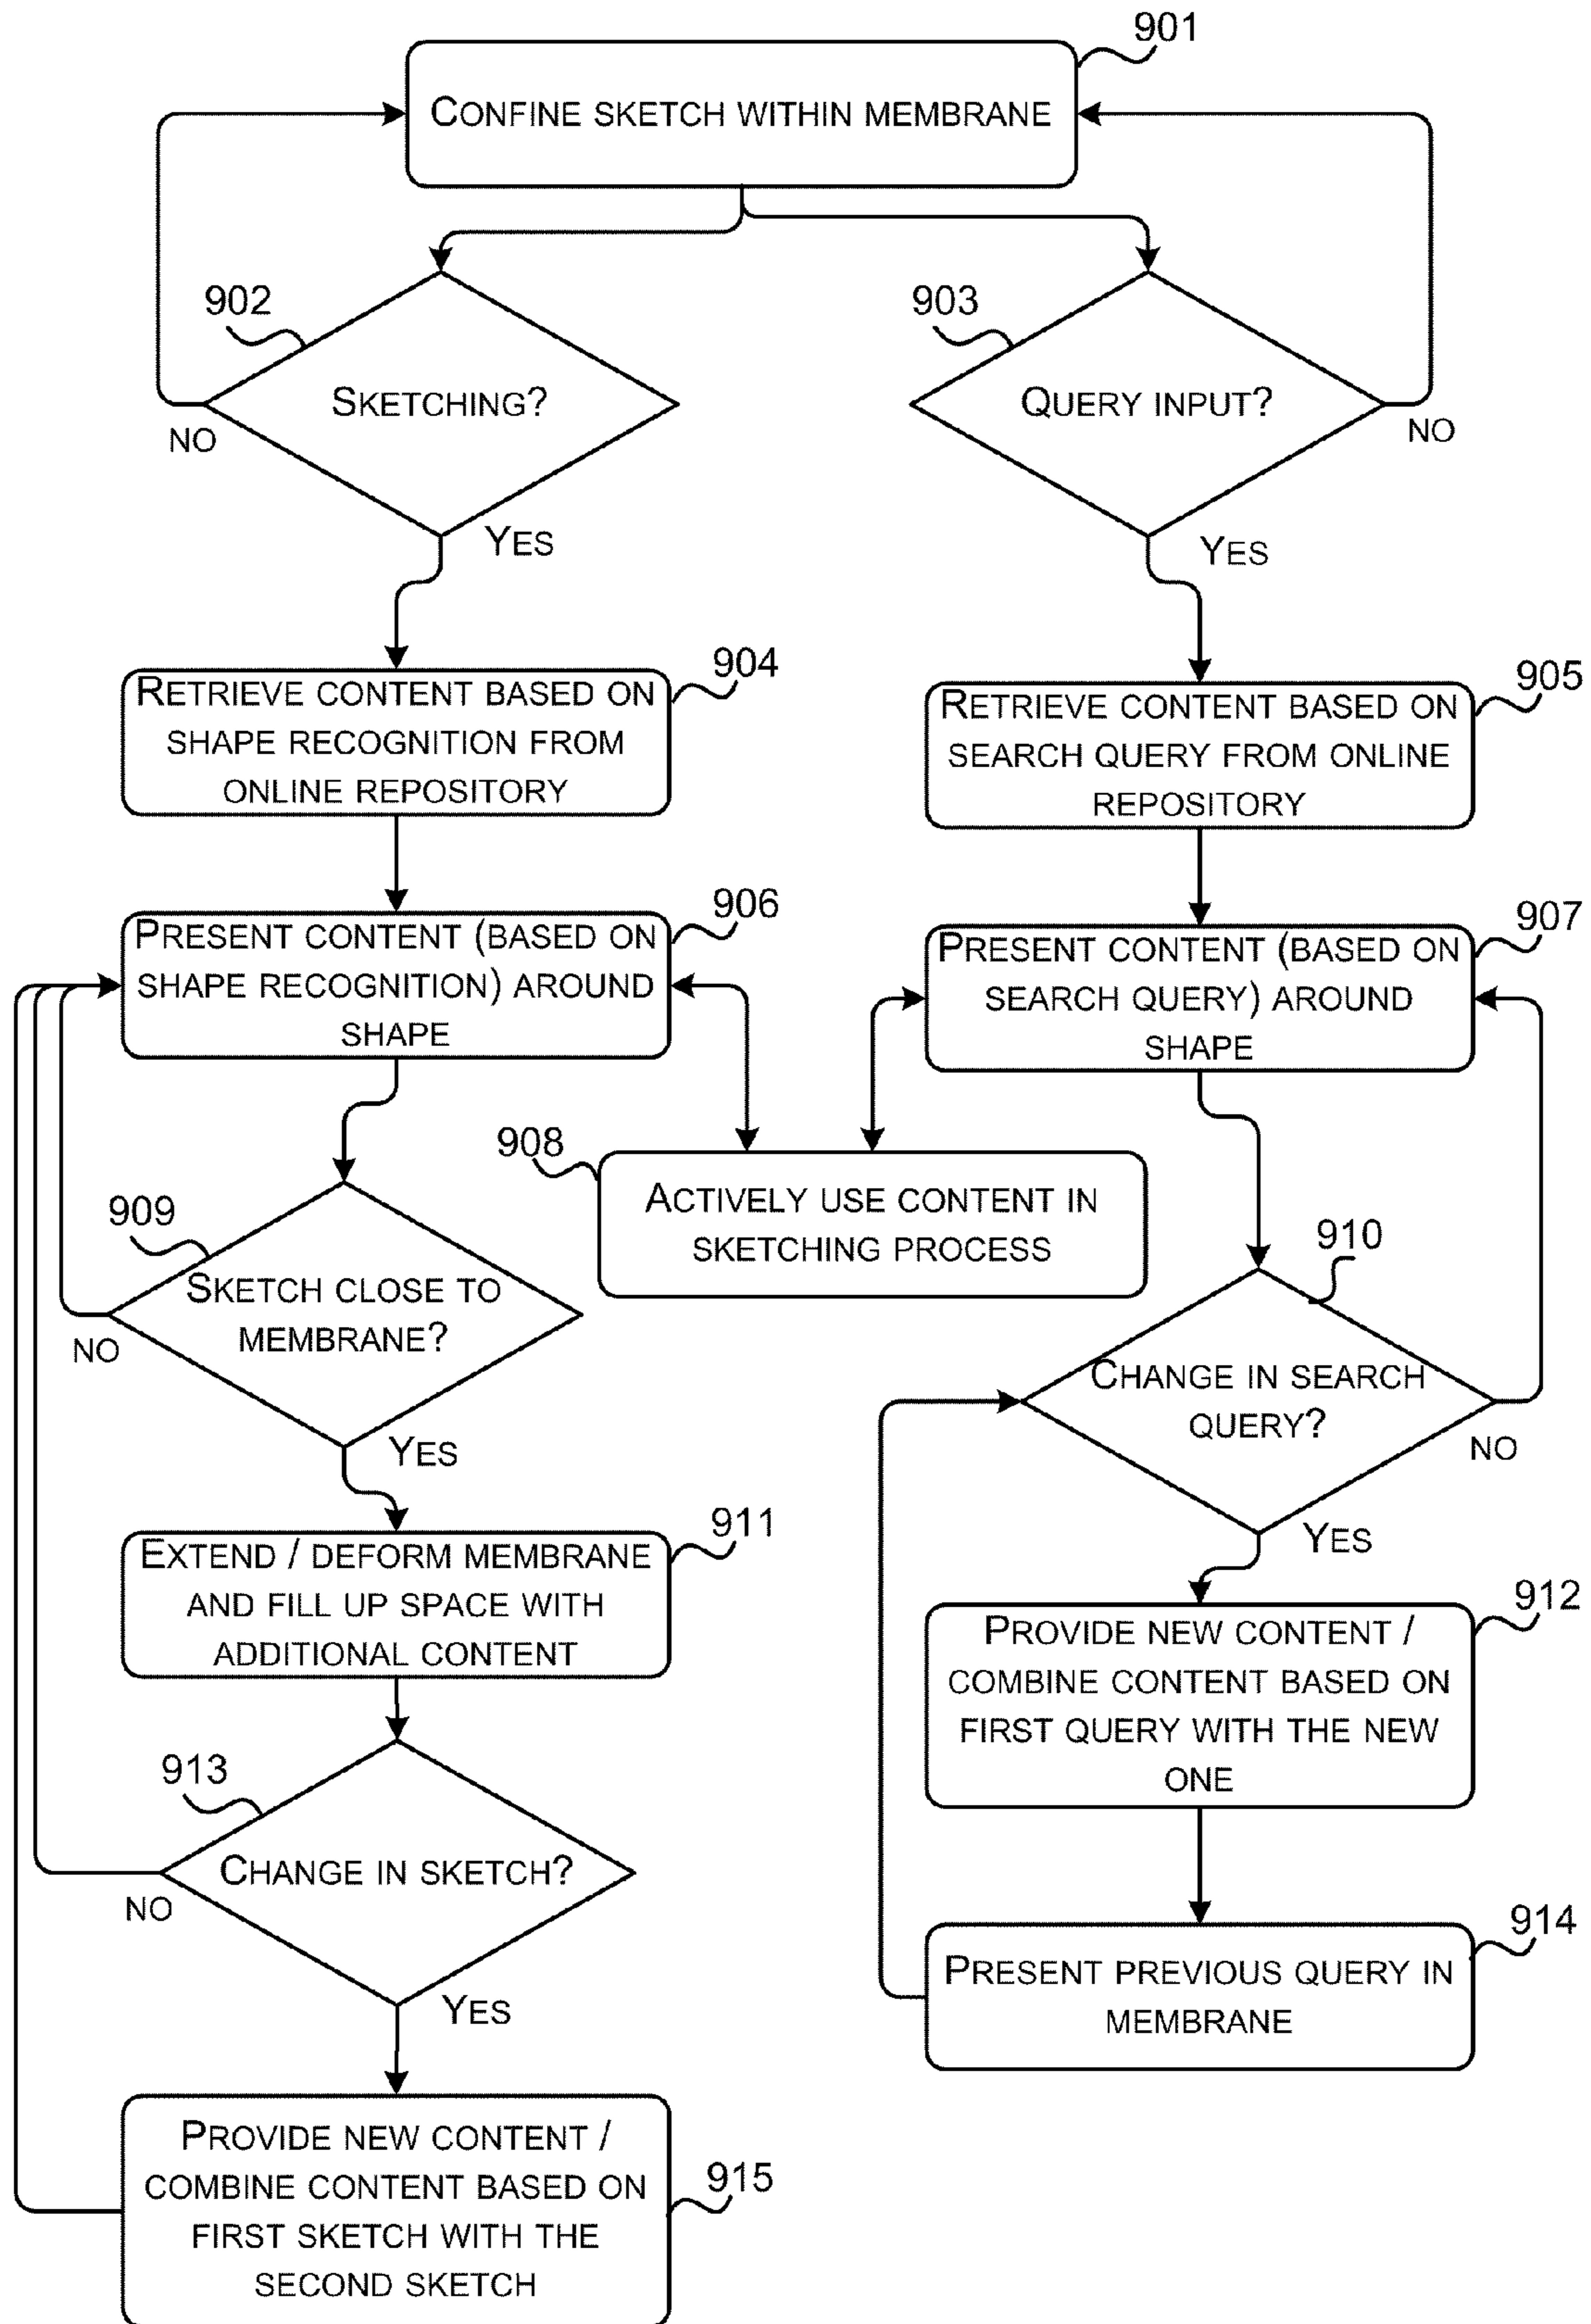 901
CONFINE SKETCH WITHIN MEMBRANE
902
SKETCHING?
NO
YES
903
QUERY INPUT?
NO
YES
904
RETRIEVE CONTENT BASED ON
SHAPE RECOGNITION FROM
ONLINE REPOSITORY
905
RETRIEVE CONTENT BASED ON
SEARCH QUERY FROM ONLINE
REPOSITORY
906
PRESENT CONTENT (BASED ON
SHAPE RECOGNITION) AROUND
SHAPE
907
PRESENT CONTENT (BASED ON
SEARCH QUERY) AROUND
SHAPE
908
ACTIVELY USE CONTENT IN
SKETCHING PROCESS
909
SKETCH CLOSE TO
MEMBRANE?
NO
YES
910
CHANGE IN SEARCH
QUERY?
NO
YES
911
EXTEND / DEFORM MEMBRANE
AND FILL UP SPACE WITH
ADDITIONAL CONTENT
912
PROVIDE NEW CONTENT /
COMBINE CONTENT BASED ON
FIRST QUERY WITH THE NEW
ONE
913
CHANGE IN SKETCH?
NO
YES
914
PRESENT PREVIOUS QUERY IN
MEMBRANE
915
PROVIDE NEW CONTENT /
COMBINE CONTENT BASED ON
FIRST SKETCH WITH THE
SECOND SKETCH